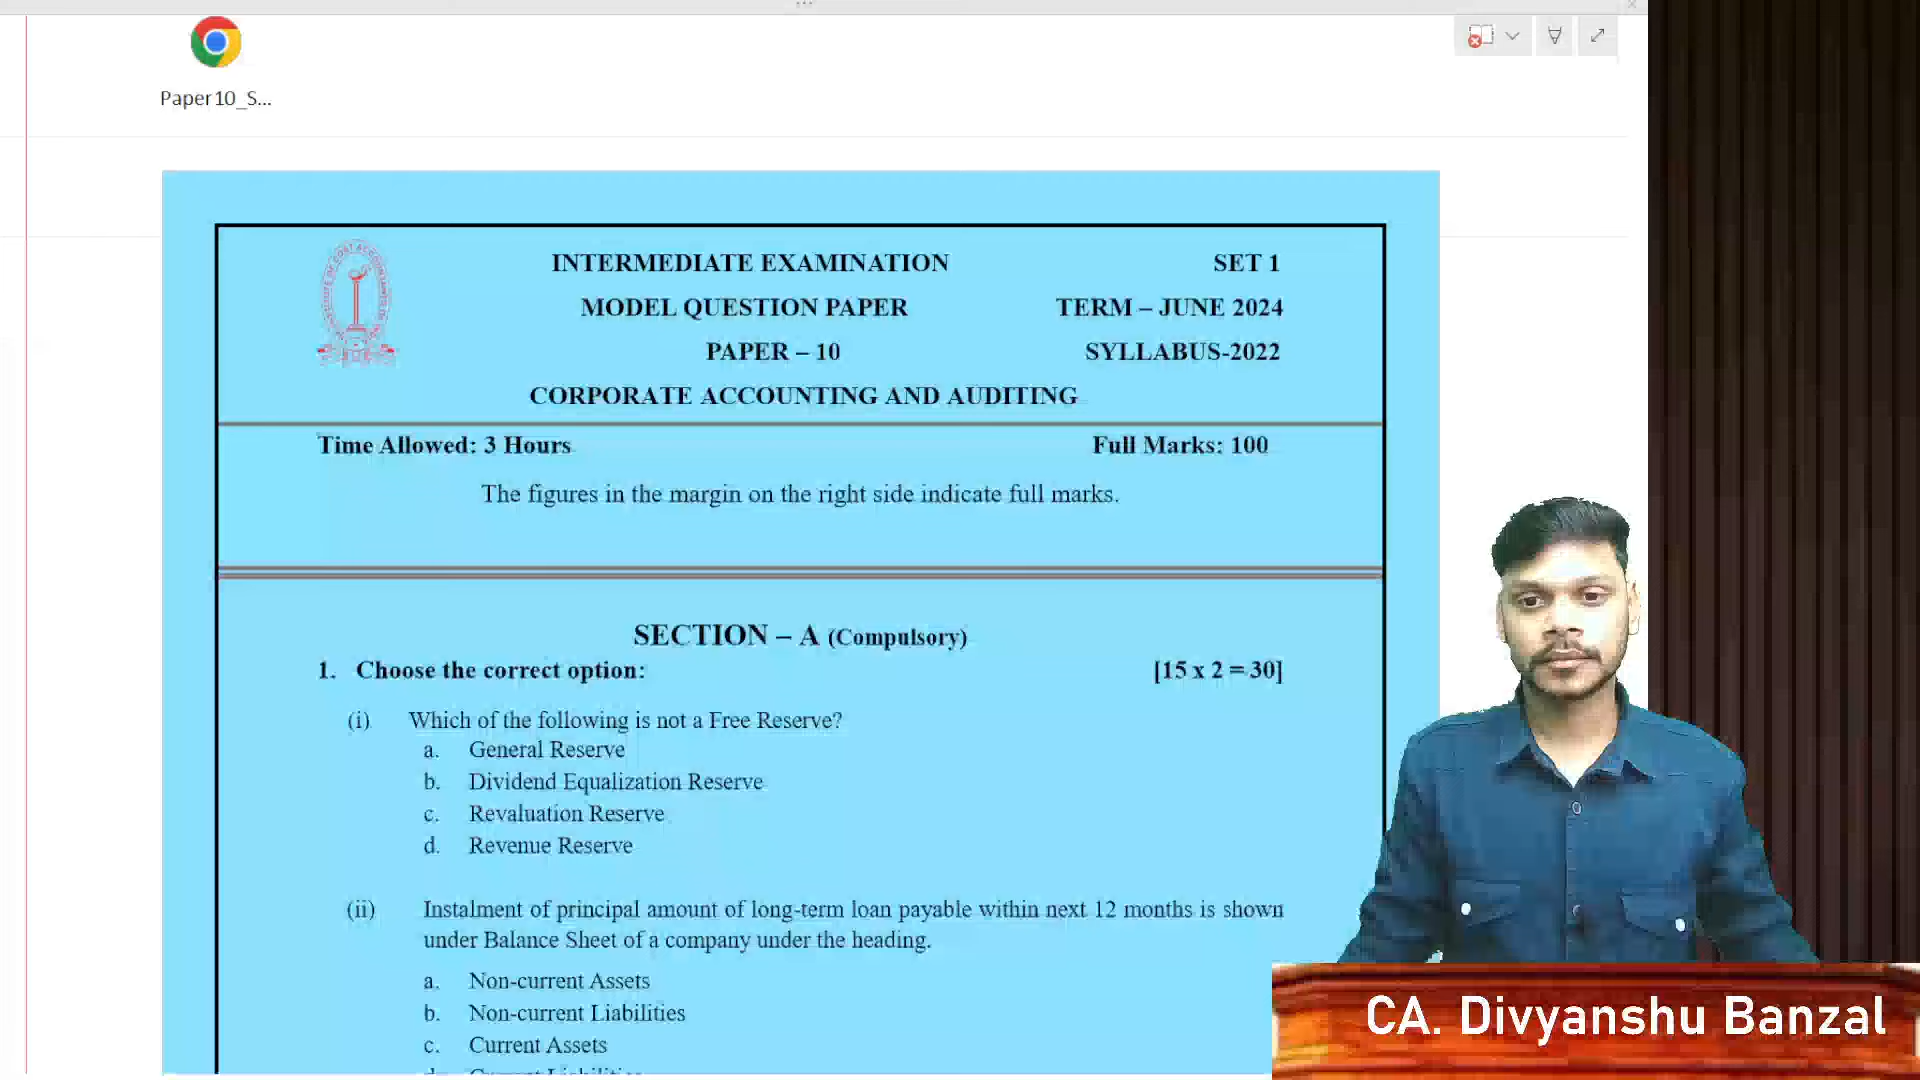 Paper10_S...
INTERMEDIATE EXAMINATION SET 1
MODEL QUESTION PAPER TERM – JUNE 2024
PAPER – 10 SYLLABUS-2022
CORPORATE ACCOUNTING AND AUDITING
Time Allowed: 3 Hours Full Marks: 100
The figures in the margin on the right side indicate full marks.
SECTION – A (Compulsory)
1. Choose the correct option: [15 x 2 = 30]
(i) Which of the following is not a Free Reserve?
a. General Reserve
b. Dividend Equalization Reserve
c. Revaluation Reserve
d. Revenue Reserve
(ii) Instalment of principal amount of long-term loan payable within next 12 months is shown
under Balance Sheet of a company under the heading.
a. Non-current Assets
b. Non-current Liabilities
c. Current Assets
CA. Divyanshu Banzal